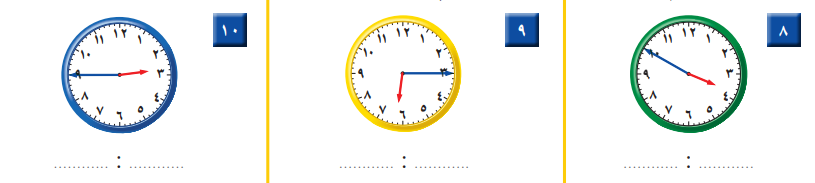 ٨
١٢ ١ ٢ ٣ ٤ ٥ ٦ ٧ ٨ ٩ ١٠ ١١
............ : ............
٩
١٢ ١ ٢ ٣ ٤ ٥ ٦ ٧ ٨ ٩ ١٠ ١١
............ : ............
١٠
١٢ ١ ٢ ٣ ٤ ٥ ٦ ٧ ٨ ٩ ١٠ ١١
............ : ............